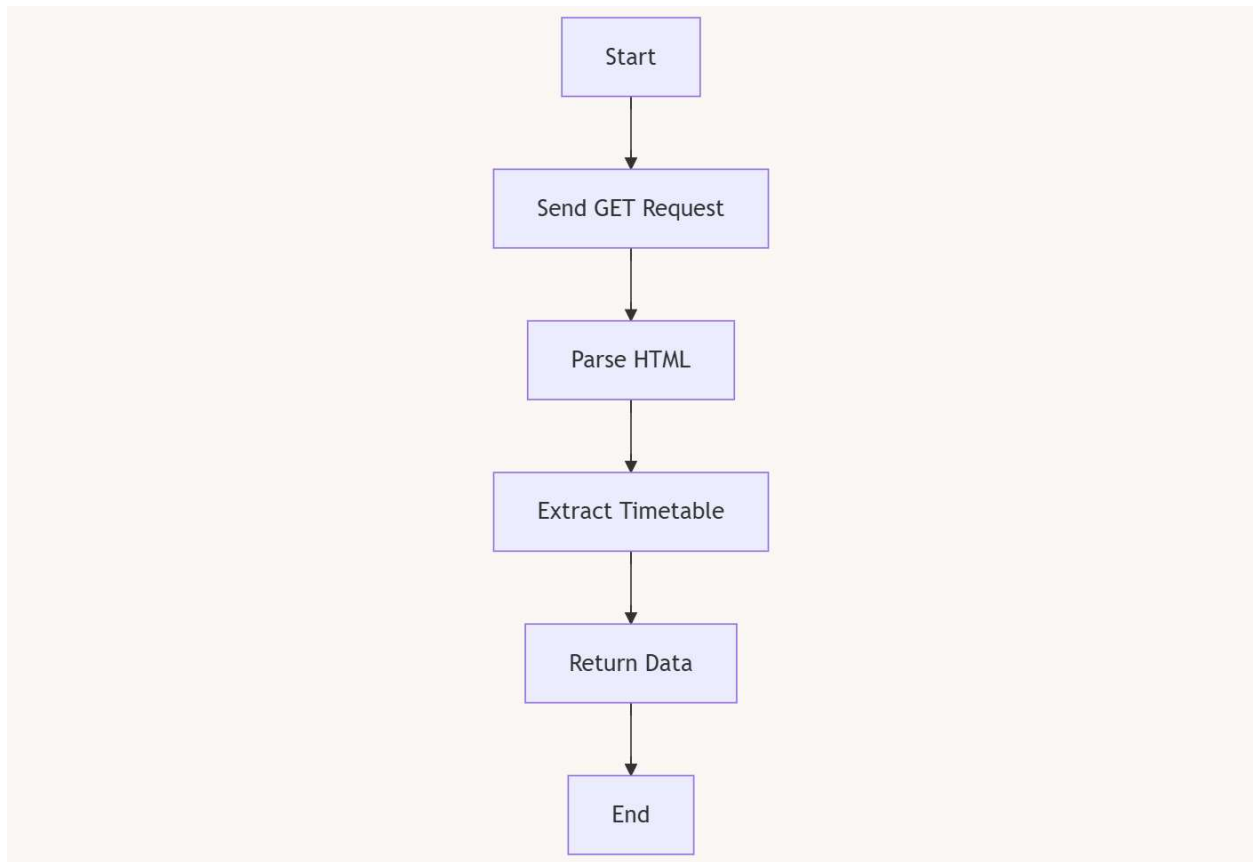 Start
Send GET Request
Parse HTML
Extract Timetable
Return Data
End